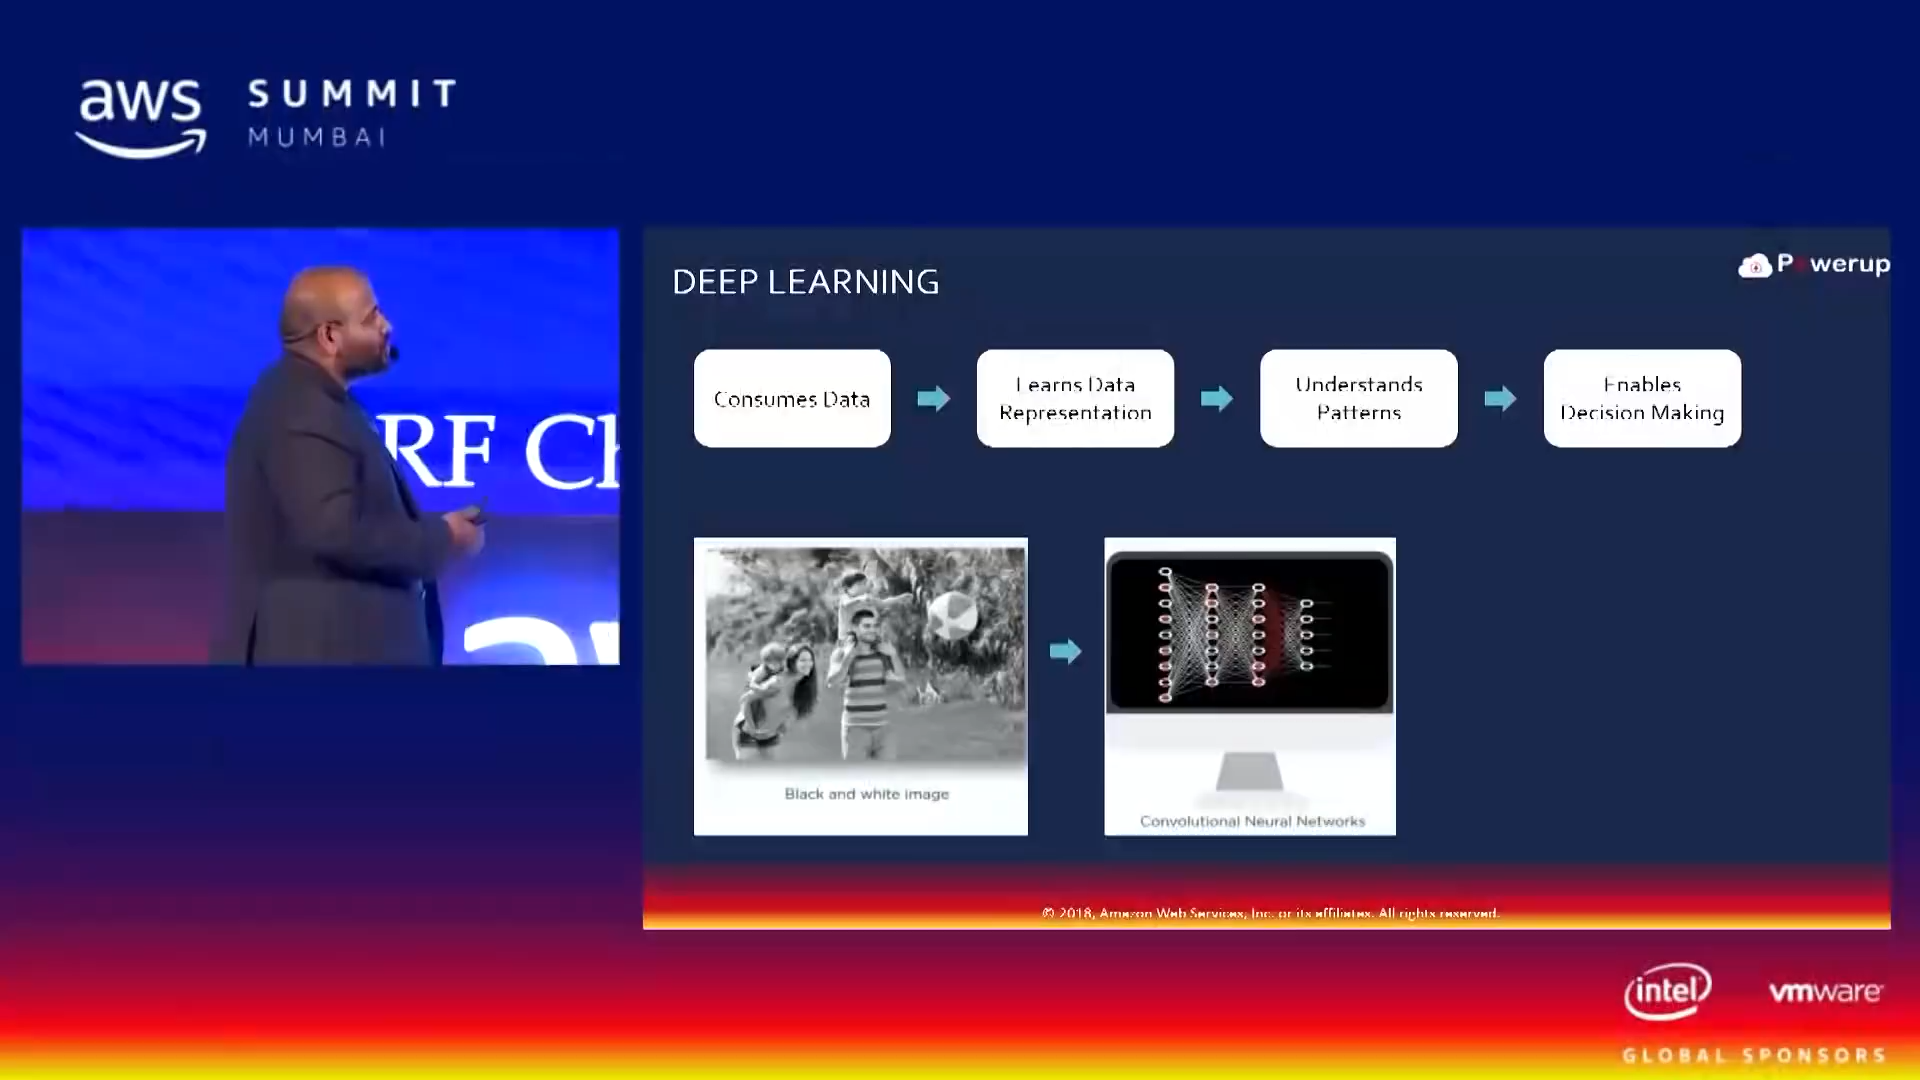 aws
SUMMIT
MUMBAI
RF Ch
DEEP LEARNING
Powerup
Consumes Data
Learns Data
Representation
Understands
Patterns
Enables
Decision Making
Black and white image
Convolutional Neural Networks
© 2018, Amazon Web Services, Inc. or its affiliates. All rights reserved.
intel
vmware
GLOBAL SPONSORS